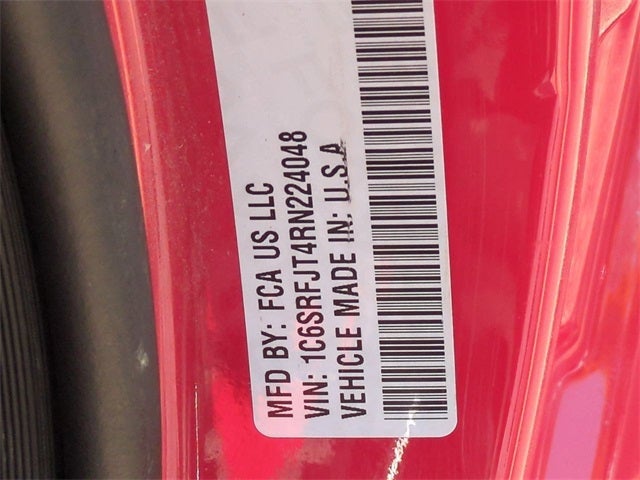 MFD BY: FCA US LLC
VIN: 1C6SRFJT4RN224048
VEHICLE MADE IN: U.S.A